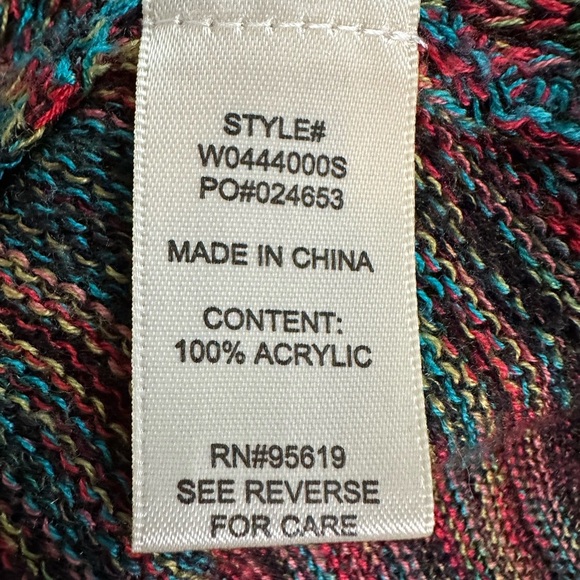 STYLE#
W0444000S
PO#024653
MADE IN CHINA
CONTENT:
100% ACRYLIC
RN#95619
SEE REVERSE
FOR CARE